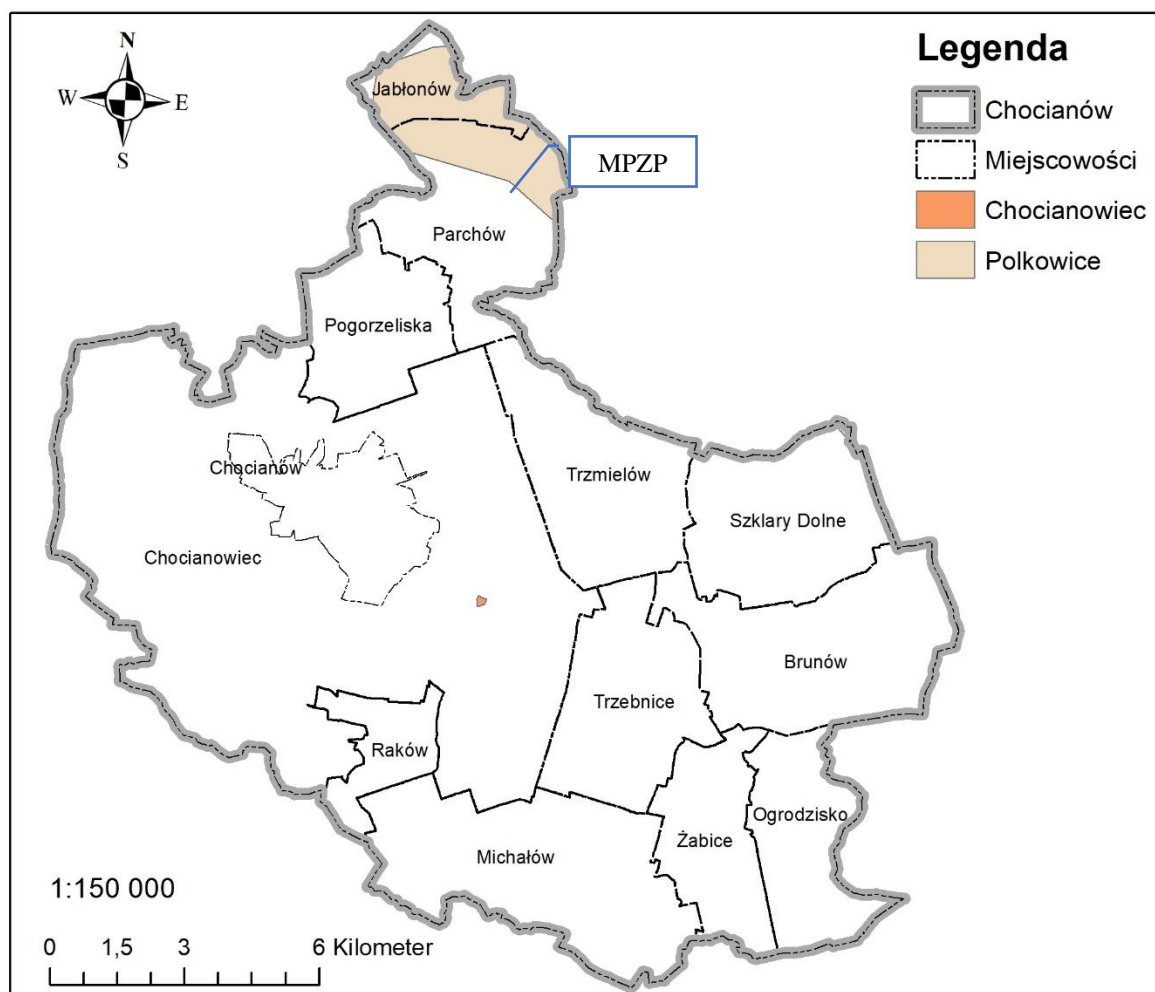 N
W E
S
Legenda
Chocianów
Miejscowości
Chocianowiec
Polkowice
Jabłonów
MPZP
Parchów
Pogorzeliska
Chocianów
Trzmielów
Szklary Dolne
Chocianowiec
Brunów
Trzebnice
Raków
Ogrodzisko
Żabice
Michałów
1:150 000
0 1,5 3 6 Kilometer